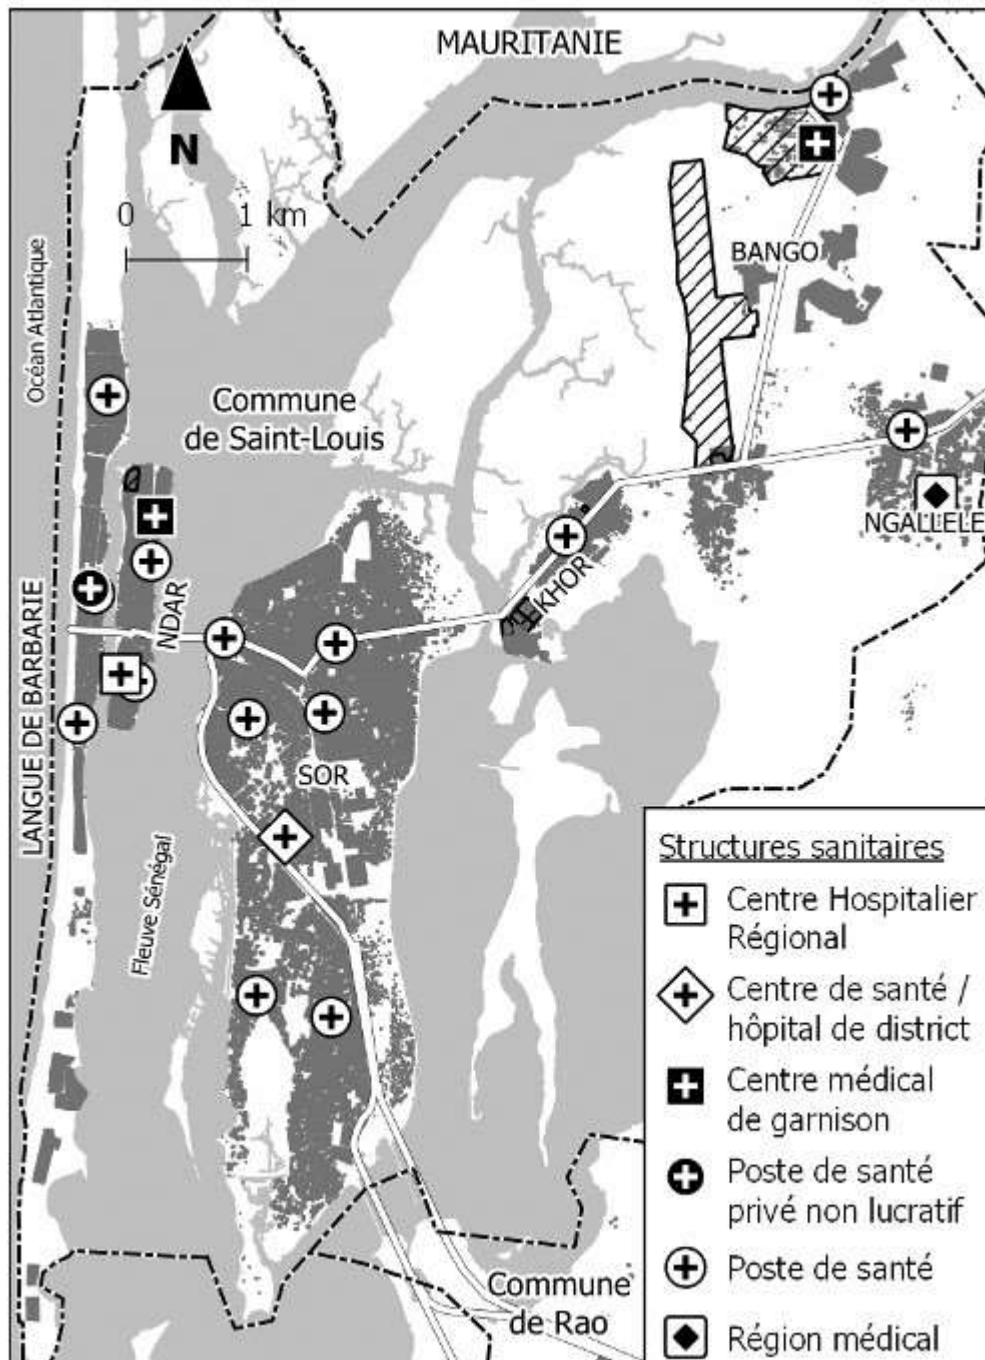 MAURITANIE
N
0 1 km
Océan Atlantique
BANGO
Commune
de Saint-Louis
NGALLELE
KHOR
NDAR
LANGUE DE BARBARIE
SOR
Fleuve Sénégal
Commune
de Rao
Structures sanitaires
Centre Hospitalier
Régional
Centre de santé /
hôpital de district
Centre médical
de garnison
Poste de santé
privé non lucratif
Poste de santé
Région médical